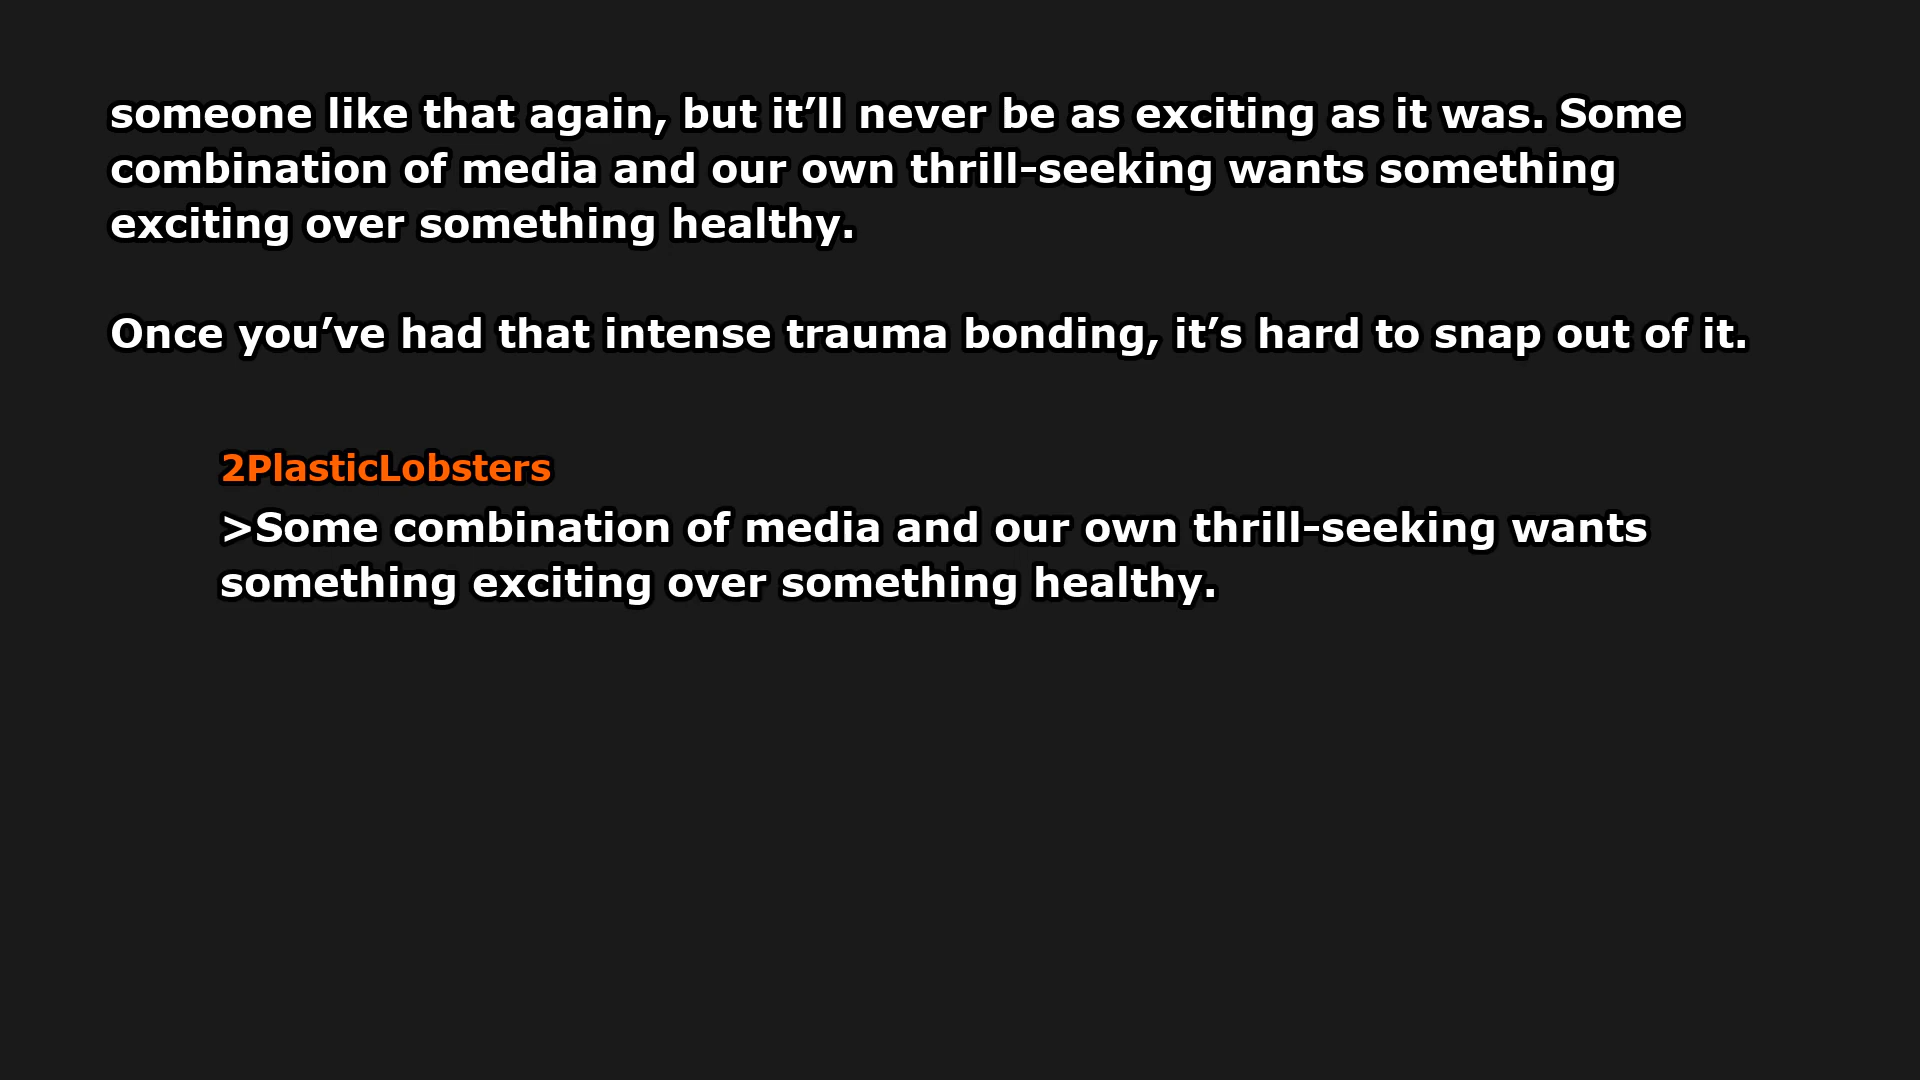 someone like that again, but it’ll never be as exciting as it was. Some
combination of media and our own thrill-seeking wants something
exciting over something healthy.
Once you’ve had that intense trauma bonding, it’s hard to snap out of it.
2PlasticLobsters
>Some combination of media and our own thrill-seeking wants
something exciting over something healthy.